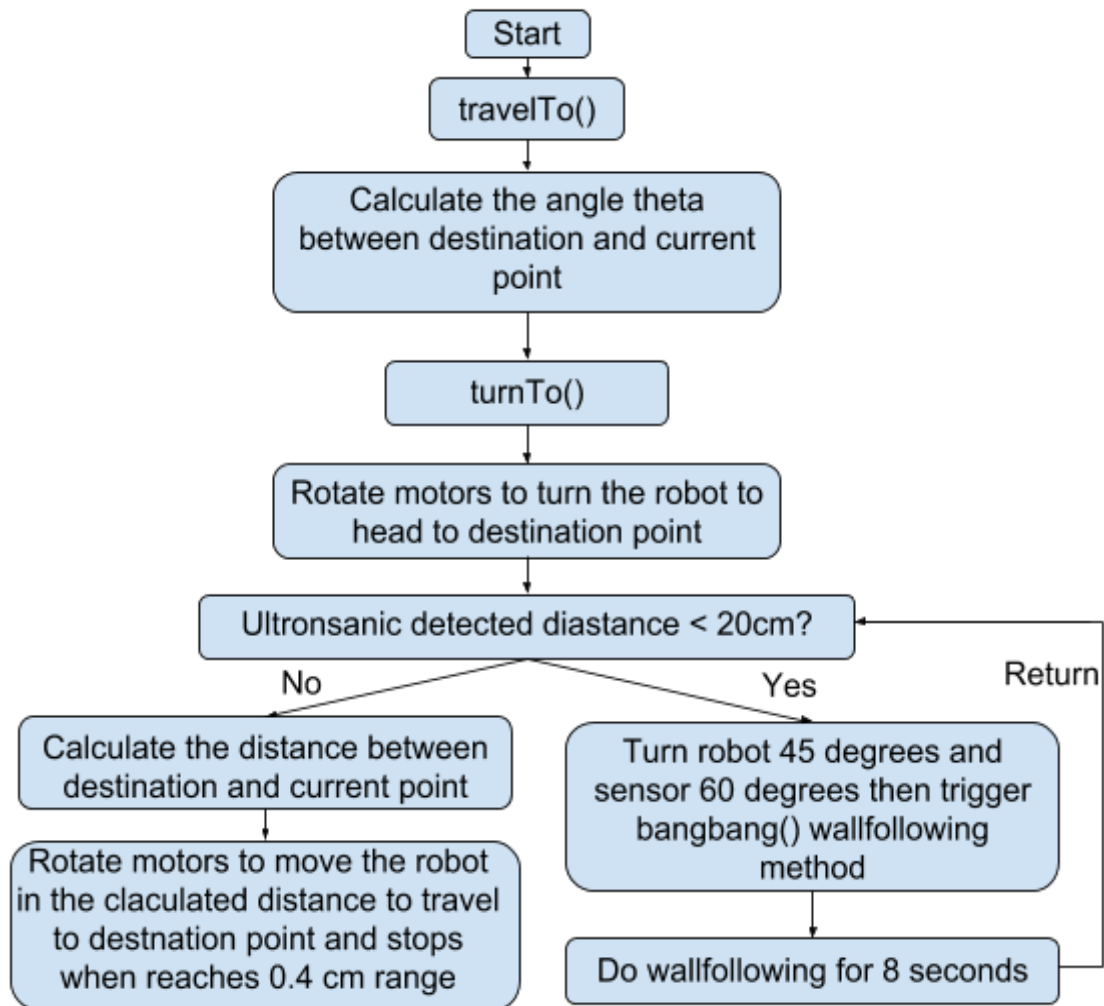 Start
travelTo()
Calculate the angle theta
between destination and current
point
turnTo()
Rotate motors to turn the robot to
head to destination point
Ultronsanic detected diastance < 20cm?
No
Yes
Return
Calculate the distance between
destination and current point
Rotate motors to move the robot
in the claculated distance to travel
to destnation point and stops
when reaches 0.4 cm range
Turn robot 45 degrees and
sensor 60 degrees then trigger
bangbang() wallfollowing
method
Do wallfollowing for 8 seconds